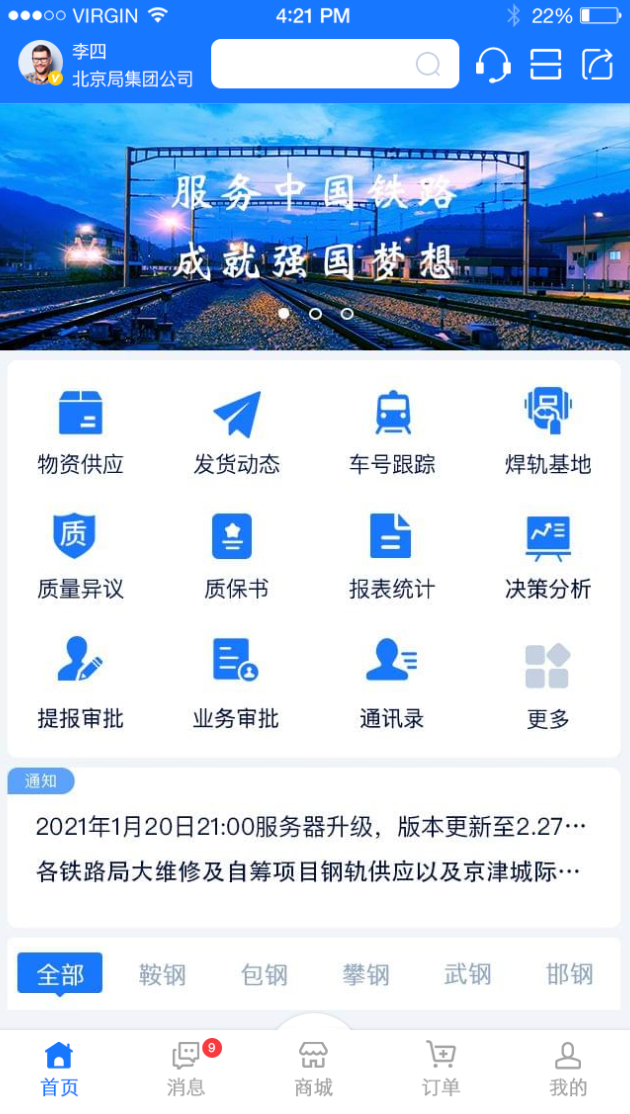 VIRGIN 4:21 PM 22%
李四
北京局集团公司
服务中国铁路
成就强国梦想
物资供应 发货动态 车号跟踪 焊轨基地
质
质量异议 质保书 报表统计 决策分析
提报审批 业务审批 通讯录 更多
通知
2021年1月20日21:00服务器升级，版本更新至2.27…
各铁路局大维修及自筹项目钢轨供应以及京津城际…
全部 鞍钢 包钢 攀钢 武钢 邯钢
9
首页 消息 商城 订单 我的